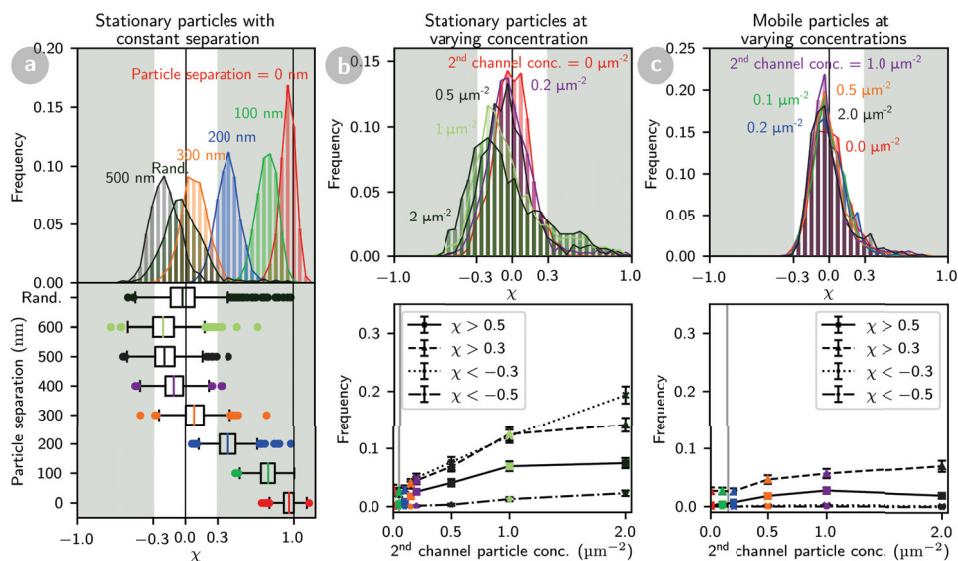 Stationary particles with
constant separation
a
0.20
0.15
0.10
0.05
0.00
Frequency
Particle separation = 0 nm
100 nm
200 nm
300 nm
Rand.
500 nm
Rand.
600
500
400
300
200
100
0
Particle separation (nm)
−1.0
−0.3
0.0
0.3
1.0
χ
Stationary particles at
varying concentration
b
0.15
0.10
0.05
0.00
Frequency
2nd channel conc. = 0 μm⁻²
0.2 μm⁻²
0.5 μm⁻²
1 μm⁻²
2 μm⁻²
−1.0
−0.3
0.0
0.3
1.0
χ
0.3
0.2
0.1
0.0
Frequency
χ > 0.5
χ > 0.3
χ < −0.3
χ < −0.5
0.0
0.5
1.0
2.0
2nd channel particle conc. (μm⁻²)
Mobile particles at
varying concentrations
c
0.25
0.20
0.15
0.10
0.05
0.00
Frequency
2nd channel conc. = 1.0 μm⁻²
0.1 μm⁻²
0.5 μm⁻²
0.2 μm⁻²
2.0 μm⁻²
0.0 μm⁻²
−1.0
−0.3
0.0
0.3
1.0
χ
0.3
0.2
0.1
0.0
Frequency
χ > 0.5
χ > 0.3
χ < −0.3
χ < −0.5
0.0
0.5
1.0
2.0
2nd channel particle conc. (μm⁻²)